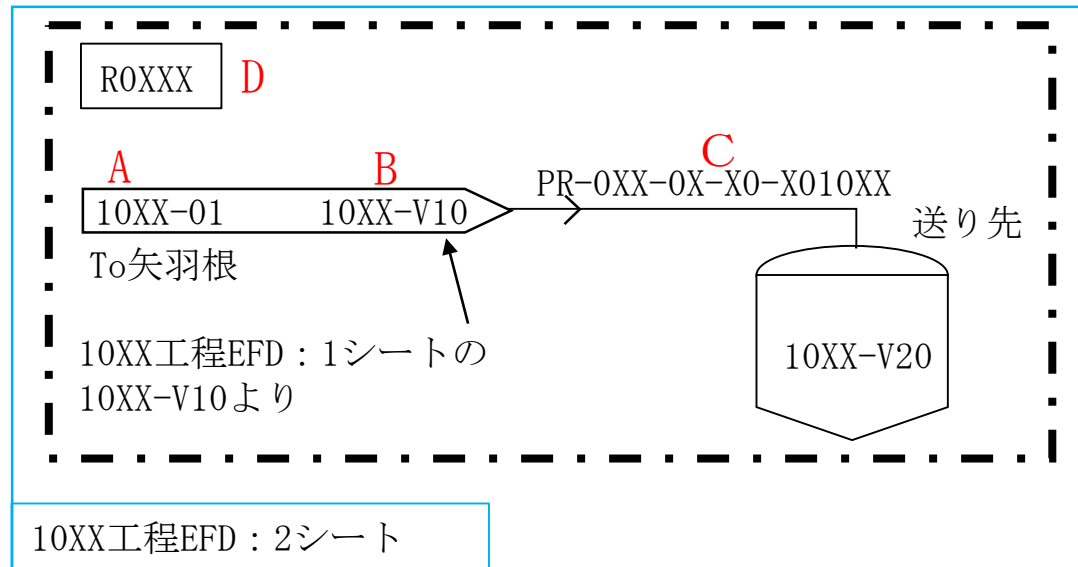 R0XXX
D
A
B
C
PR-0XX-0X-X0-X010XX
10XX-01
10XX-V10
送り先
To矢羽根
10XX工程EFD：1シートの
10XX-V10より
10XX-V20
10XX工程EFD：2シート